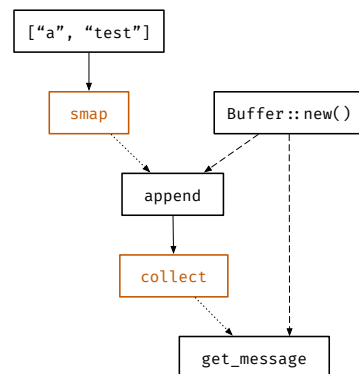 [“a”, “test”]
smap
Buffer::new()
append
collect
get_message